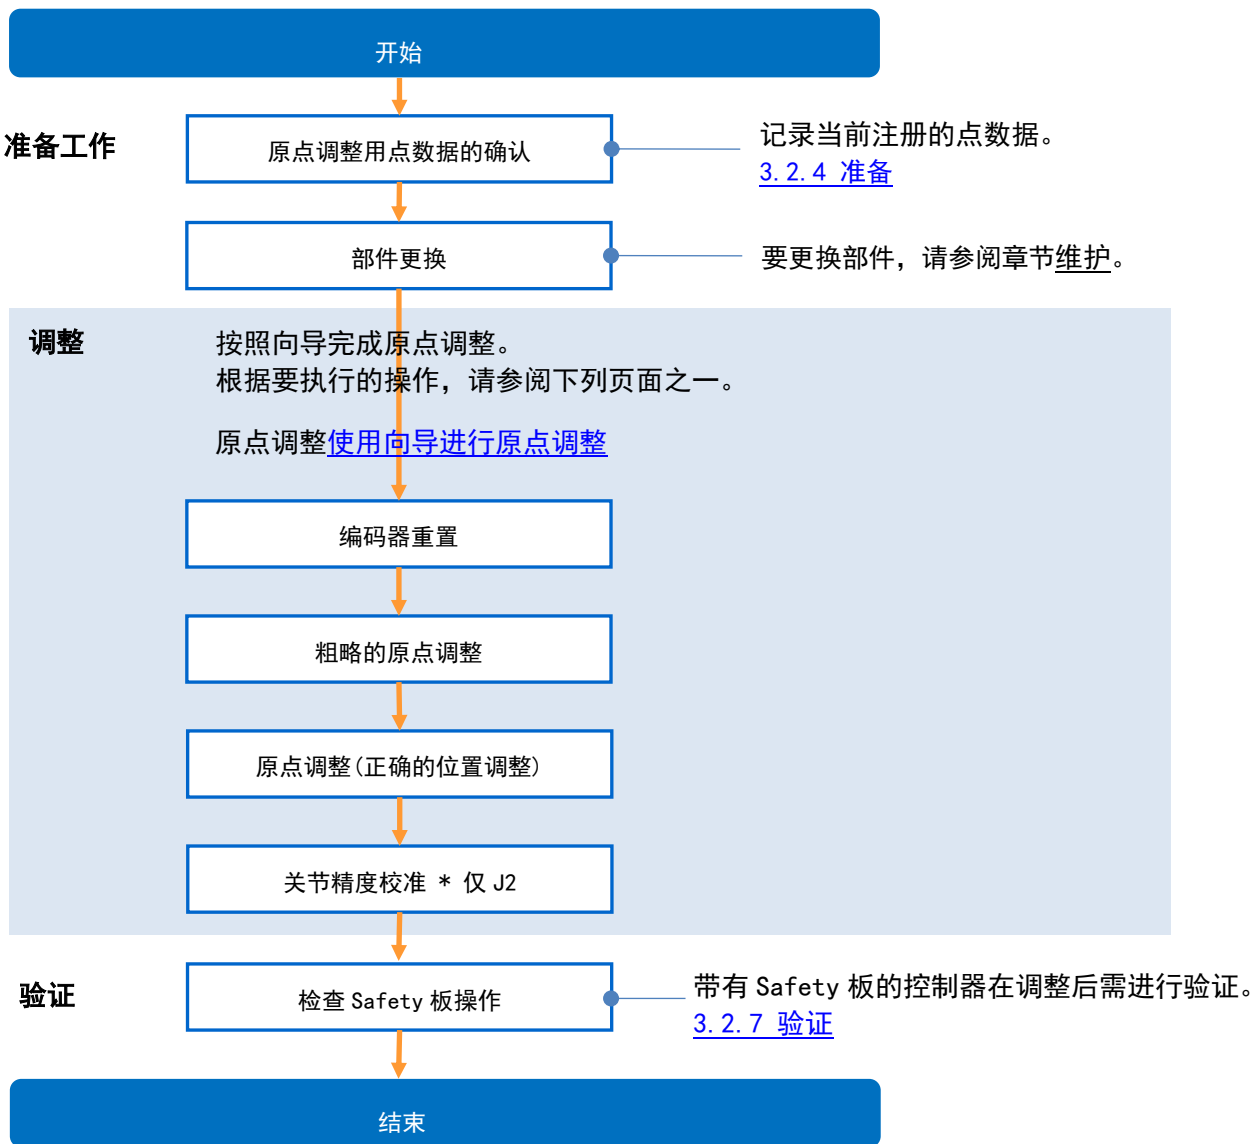 开始
准备工作
原点调整用点数据的确认
记录当前注册的点数据。
3.2.4 准备
部件更换
要更换部件，请参阅章节维护。
调整
按照向导完成原点调整。
根据要执行的操作，请参阅下列页面之一。
原点调整使用向导进行原点调整
编码器重置
粗略的原点调整
原点调整(正确的位置调整)
关节精度校准 * 仅 J2
验证
检查 Safety 板操作
带有 Safety 板的控制器在调整后需进行验证。
3.2.7 验证
结束